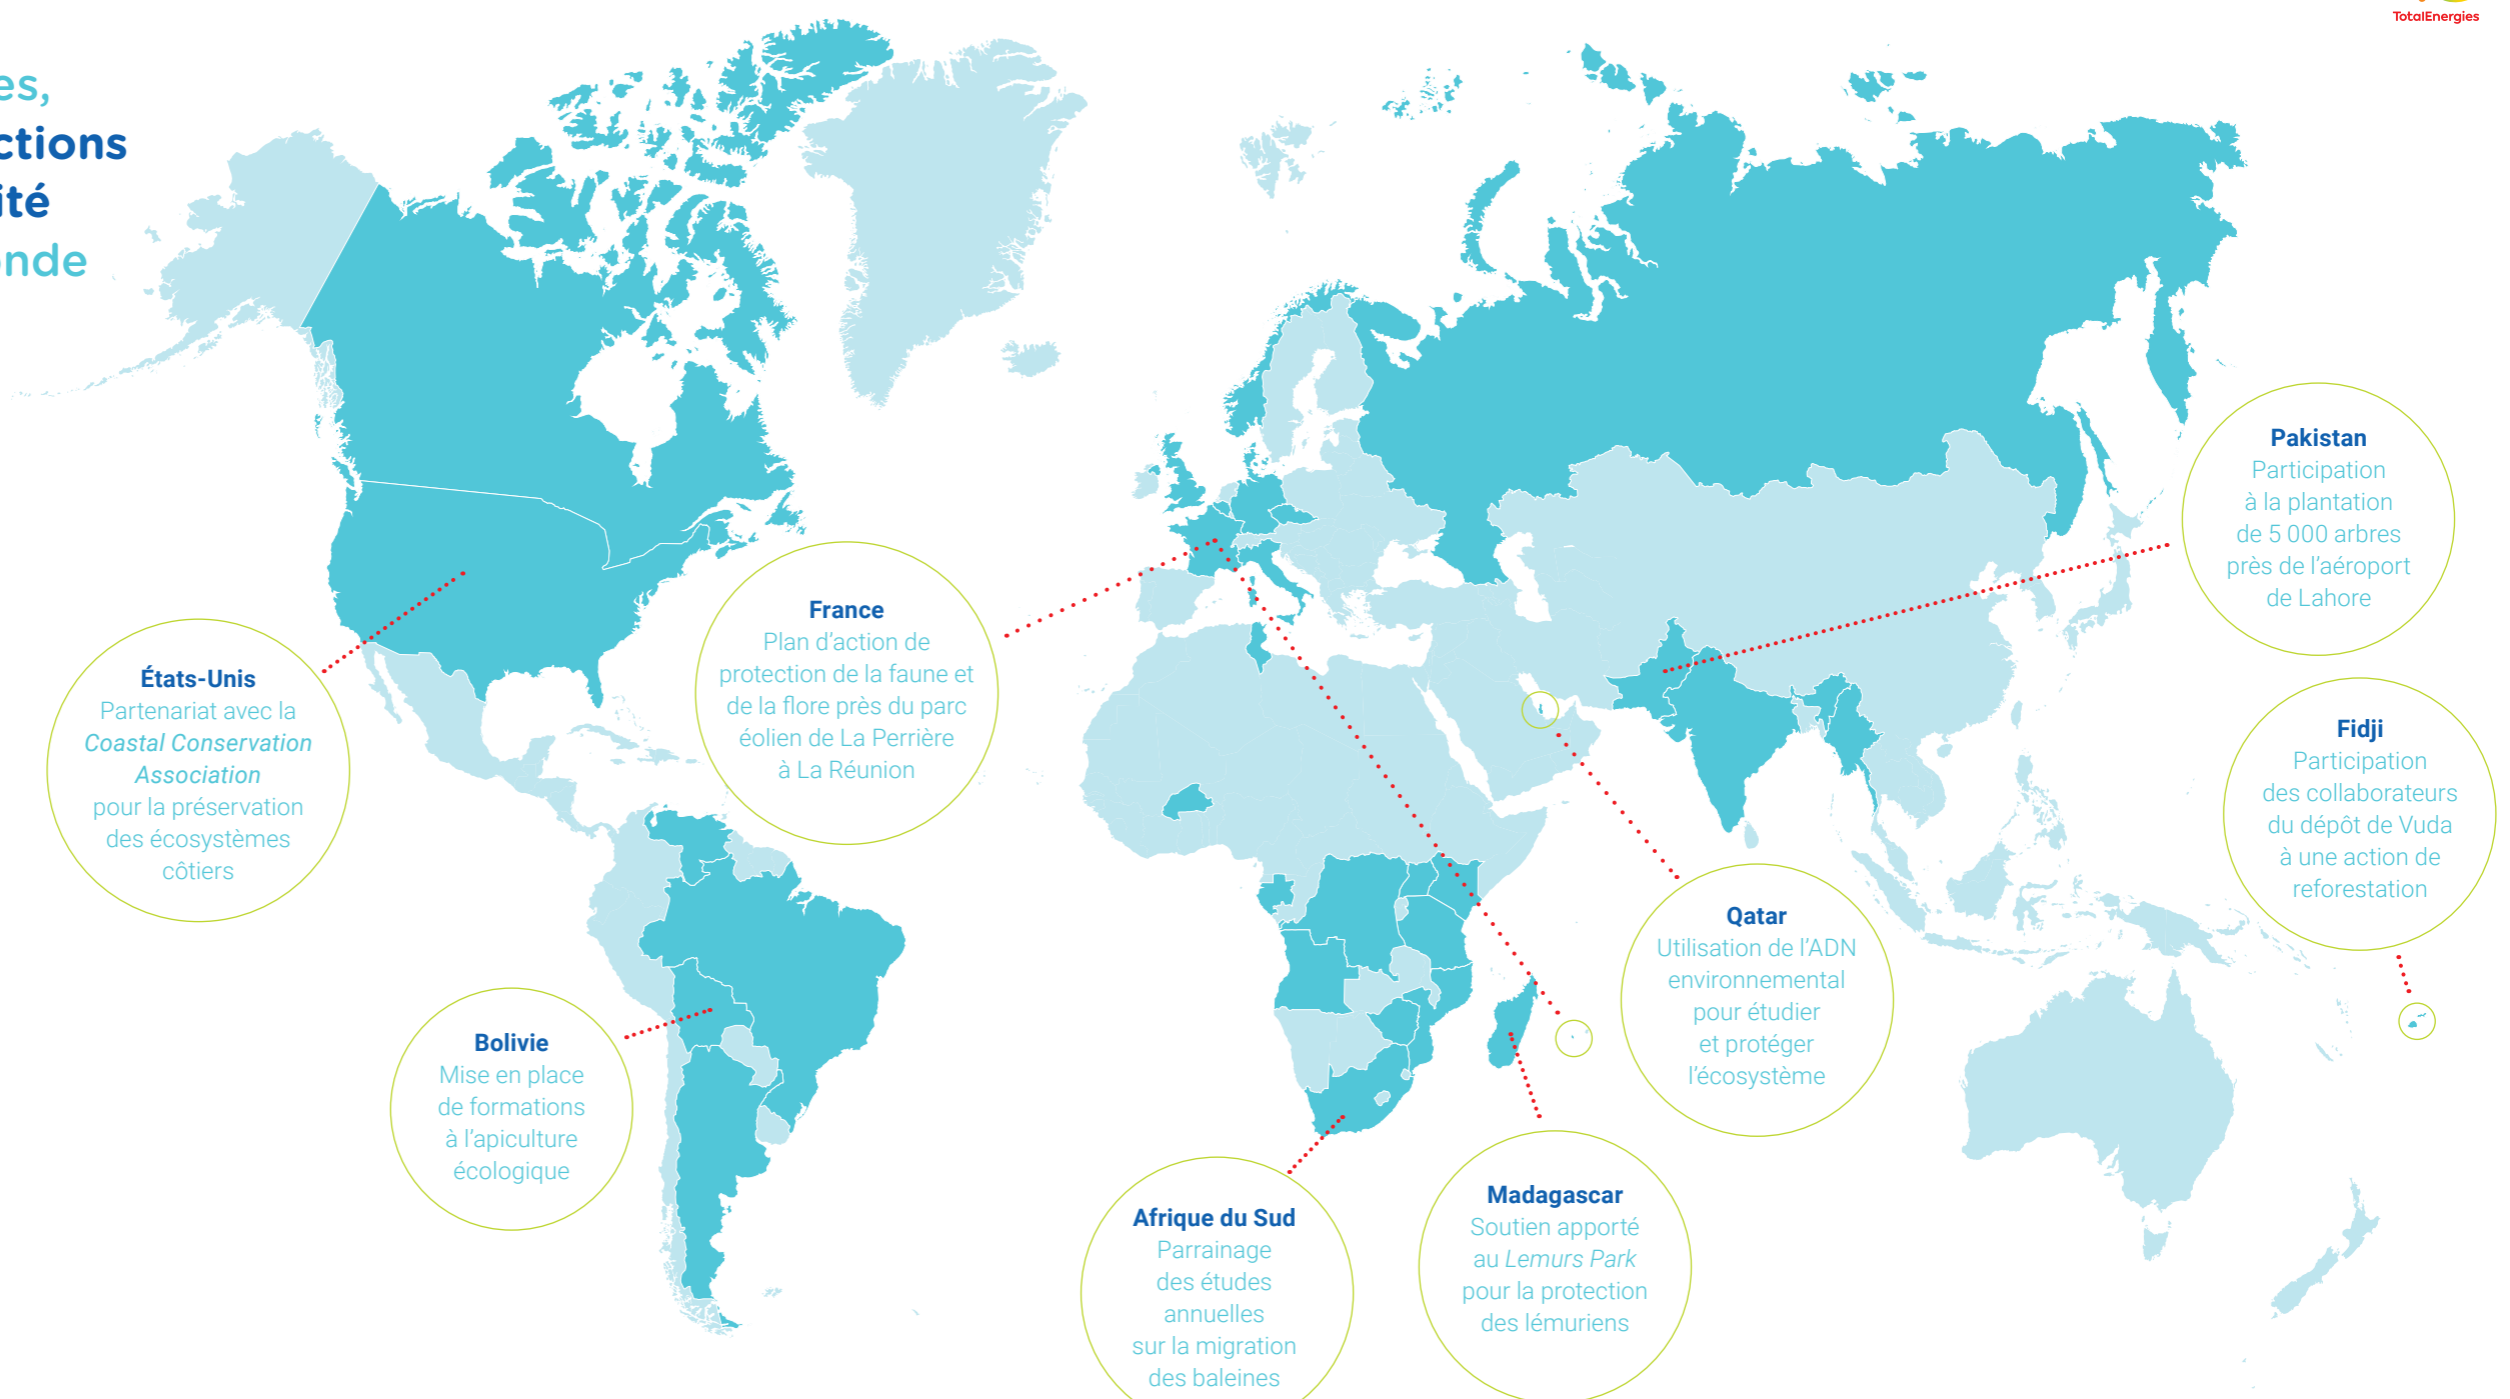 TotalEnergies
es,
ctions
ité
nde
États-Unis
Partenariat avec la
Coastal Conservation
Association
pour la préservation
des écosystèmes
côtiers
France
Plan d'action de
protection de la faune et
de la flore près du parc
éolien de La Perrière
à La Réunion
Bolivie
Mise en place
de formations
à l'apiculture
écologique
Afrique du Sud
Parrainage
des études
annuelles
sur la migration
des baleines
Madagascar
Soutien apporté
au Lemurs Park
pour la protection
des lémuriens
Qatar
Utilisation de l'ADN
environnemental
pour étudier
et protéger
l'écosystème
Pakistan
Participation
à la plantation
de 5 000 arbres
près de l'aéroport
de Lahore
Fidji
Participation
des collaborateurs
du dépôt de Vuda
à une action de
reforestation